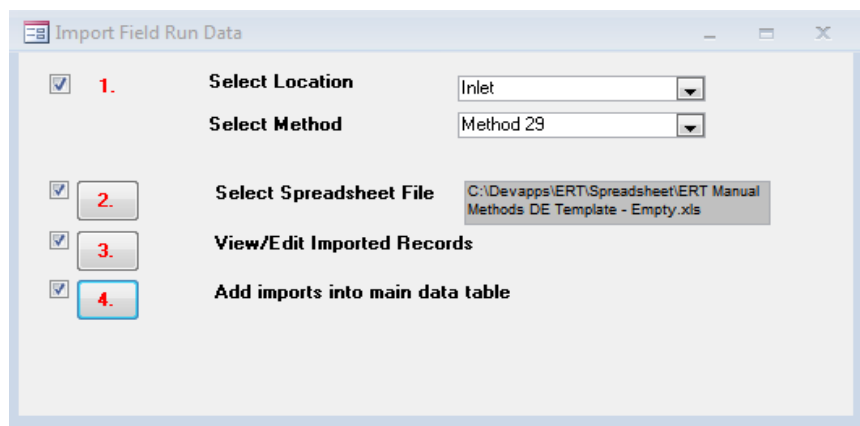 Import Field Run Data
1. Select Location Inlet
Select Method Method 29
2. Select Spreadsheet File C:\Devapps\ERT\Spreadsheet\ERT Manual
Methods DE Template - Empty.xls
3. View/Edit Imported Records
4. Add imports into main data table